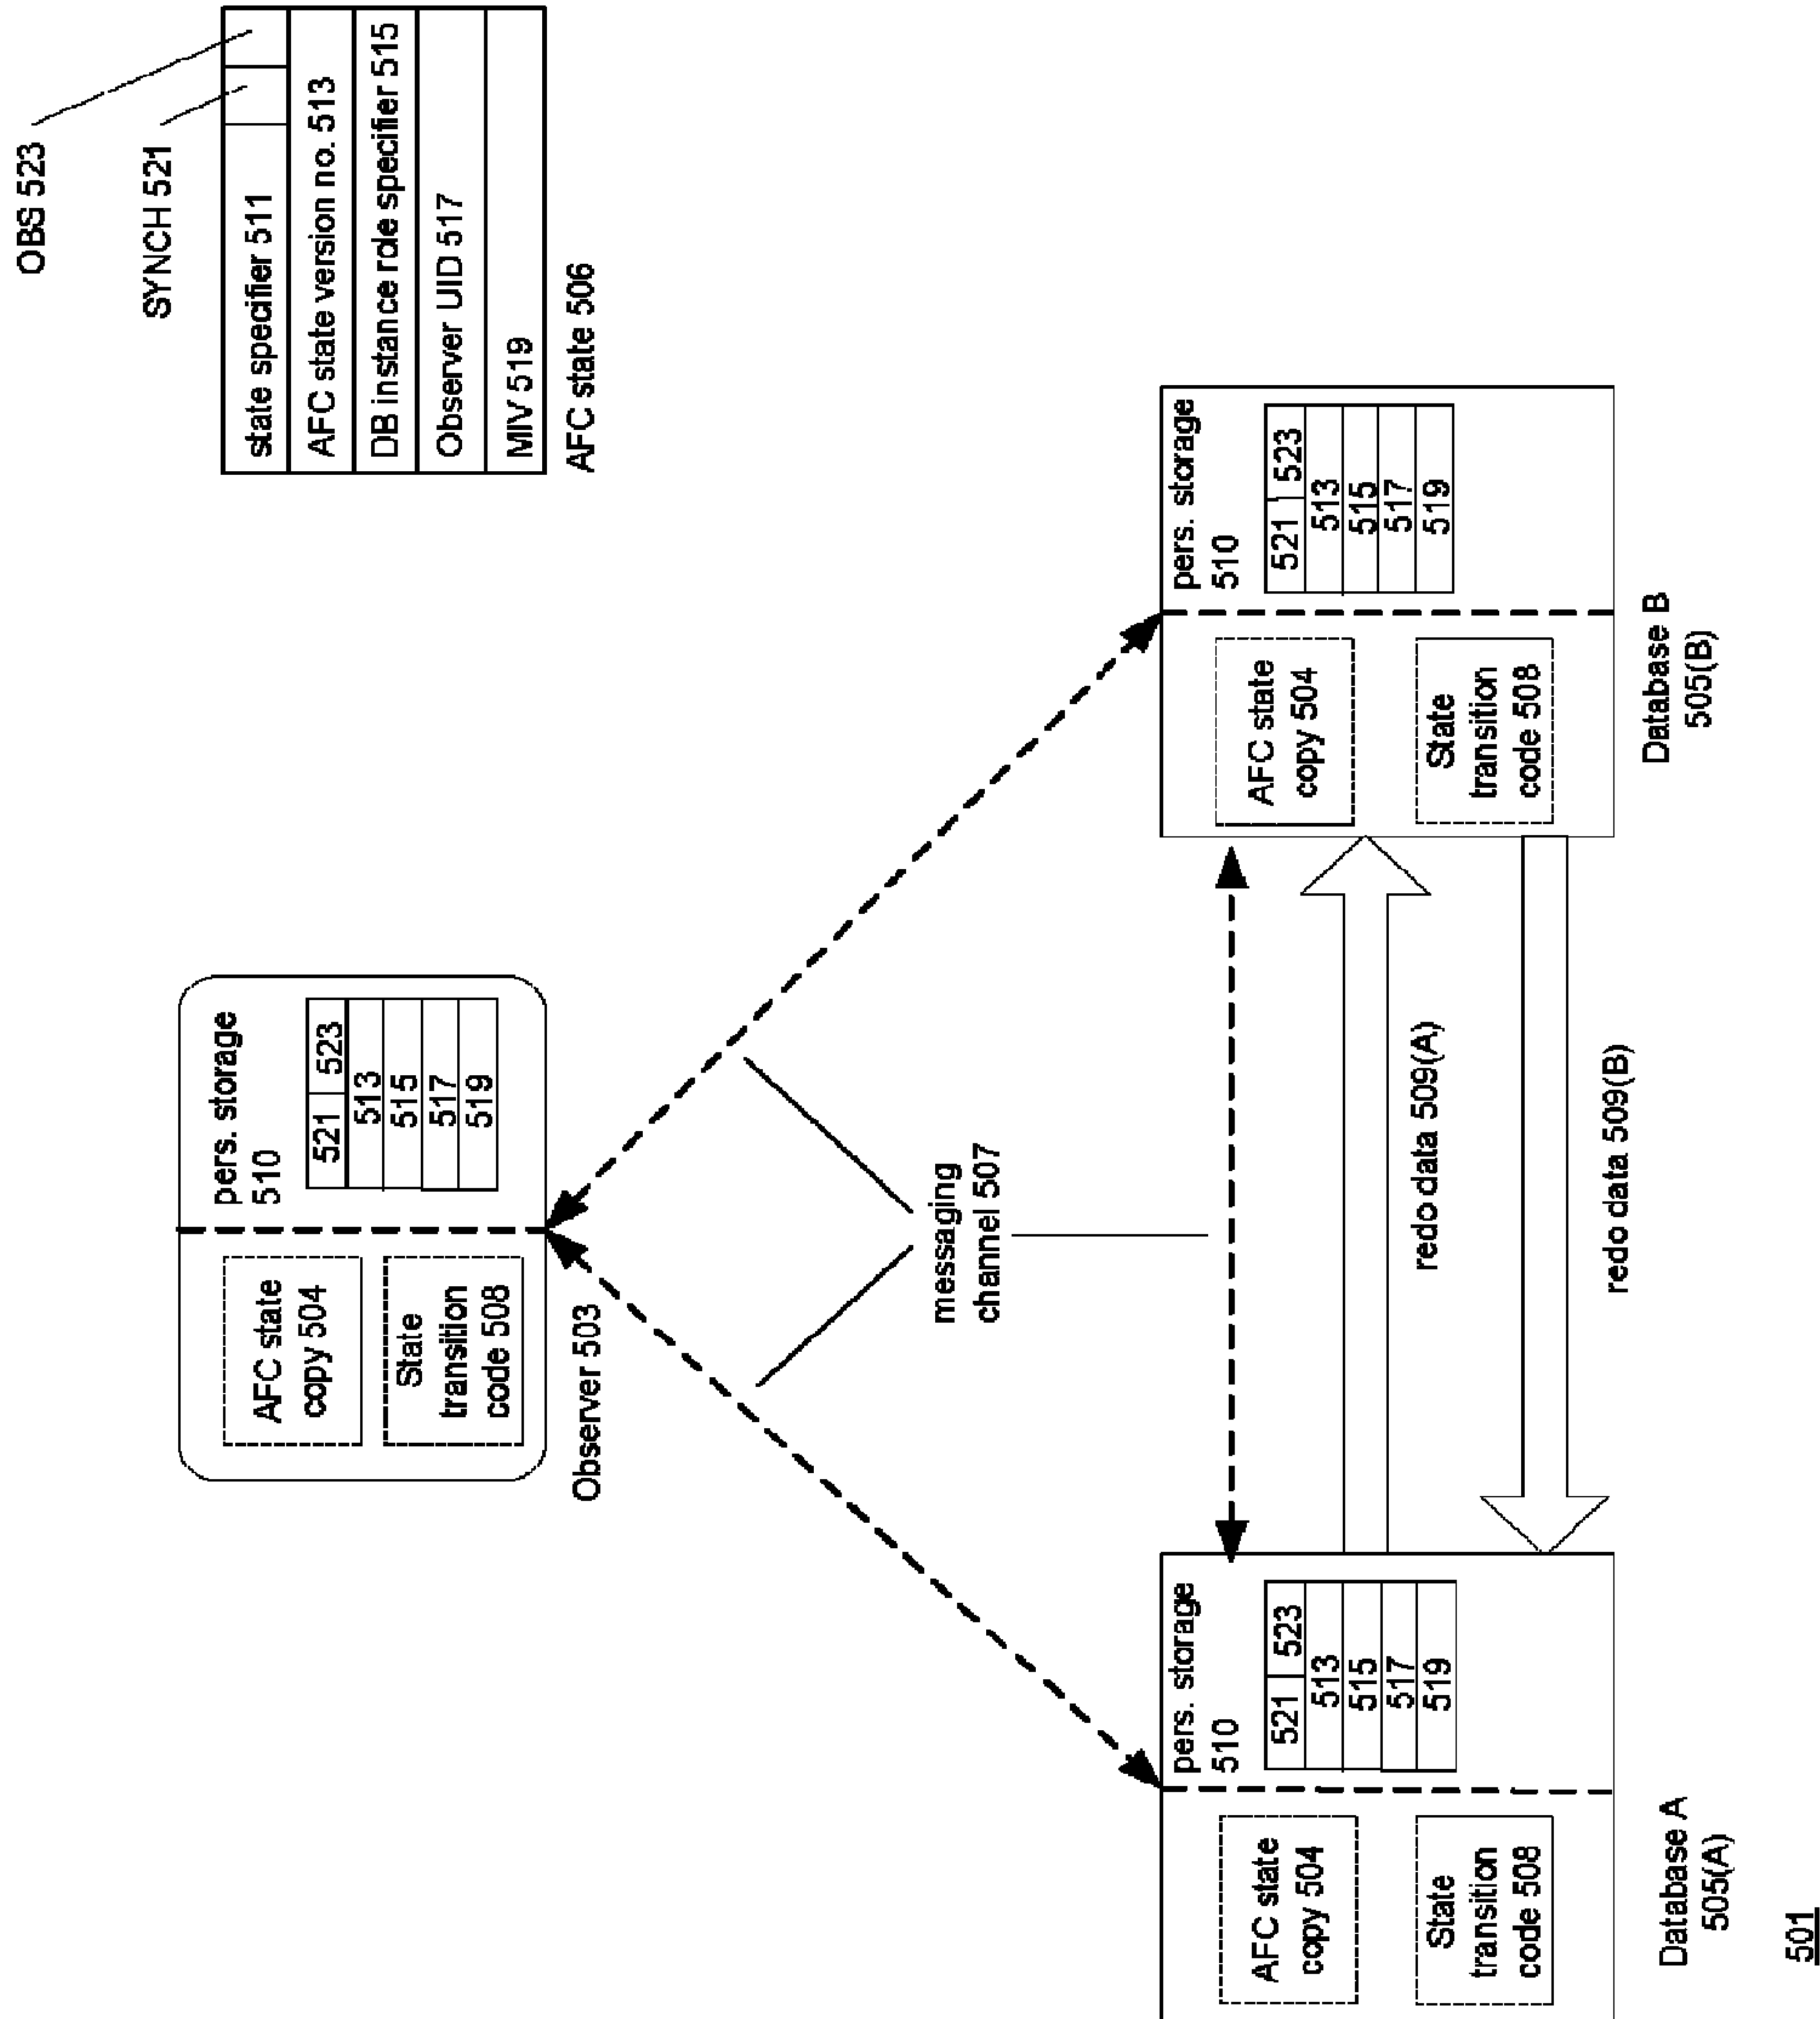 OBS 523
SYNCH 521
state specifier 511
AFC state version no. 513
DB instance role specifier 515
Observer UID 517
MIV 519
AFC state 506
AFC state
copy 504
State
transition
code 508
pers. storage
510
521 523
513
515
517
519
Observer 503
messaging
channel 507
AFC state
copy 504
State
transition
code 508
pers. storage
510
521 523
513
515
517
519
Database A
505(A)
redo data 509(A)
redo data 509(B)
AFC state
copy 504
State
transition
code 508
pers. storage
510
521 523
513
515
517
519
Database B
505(B)
501